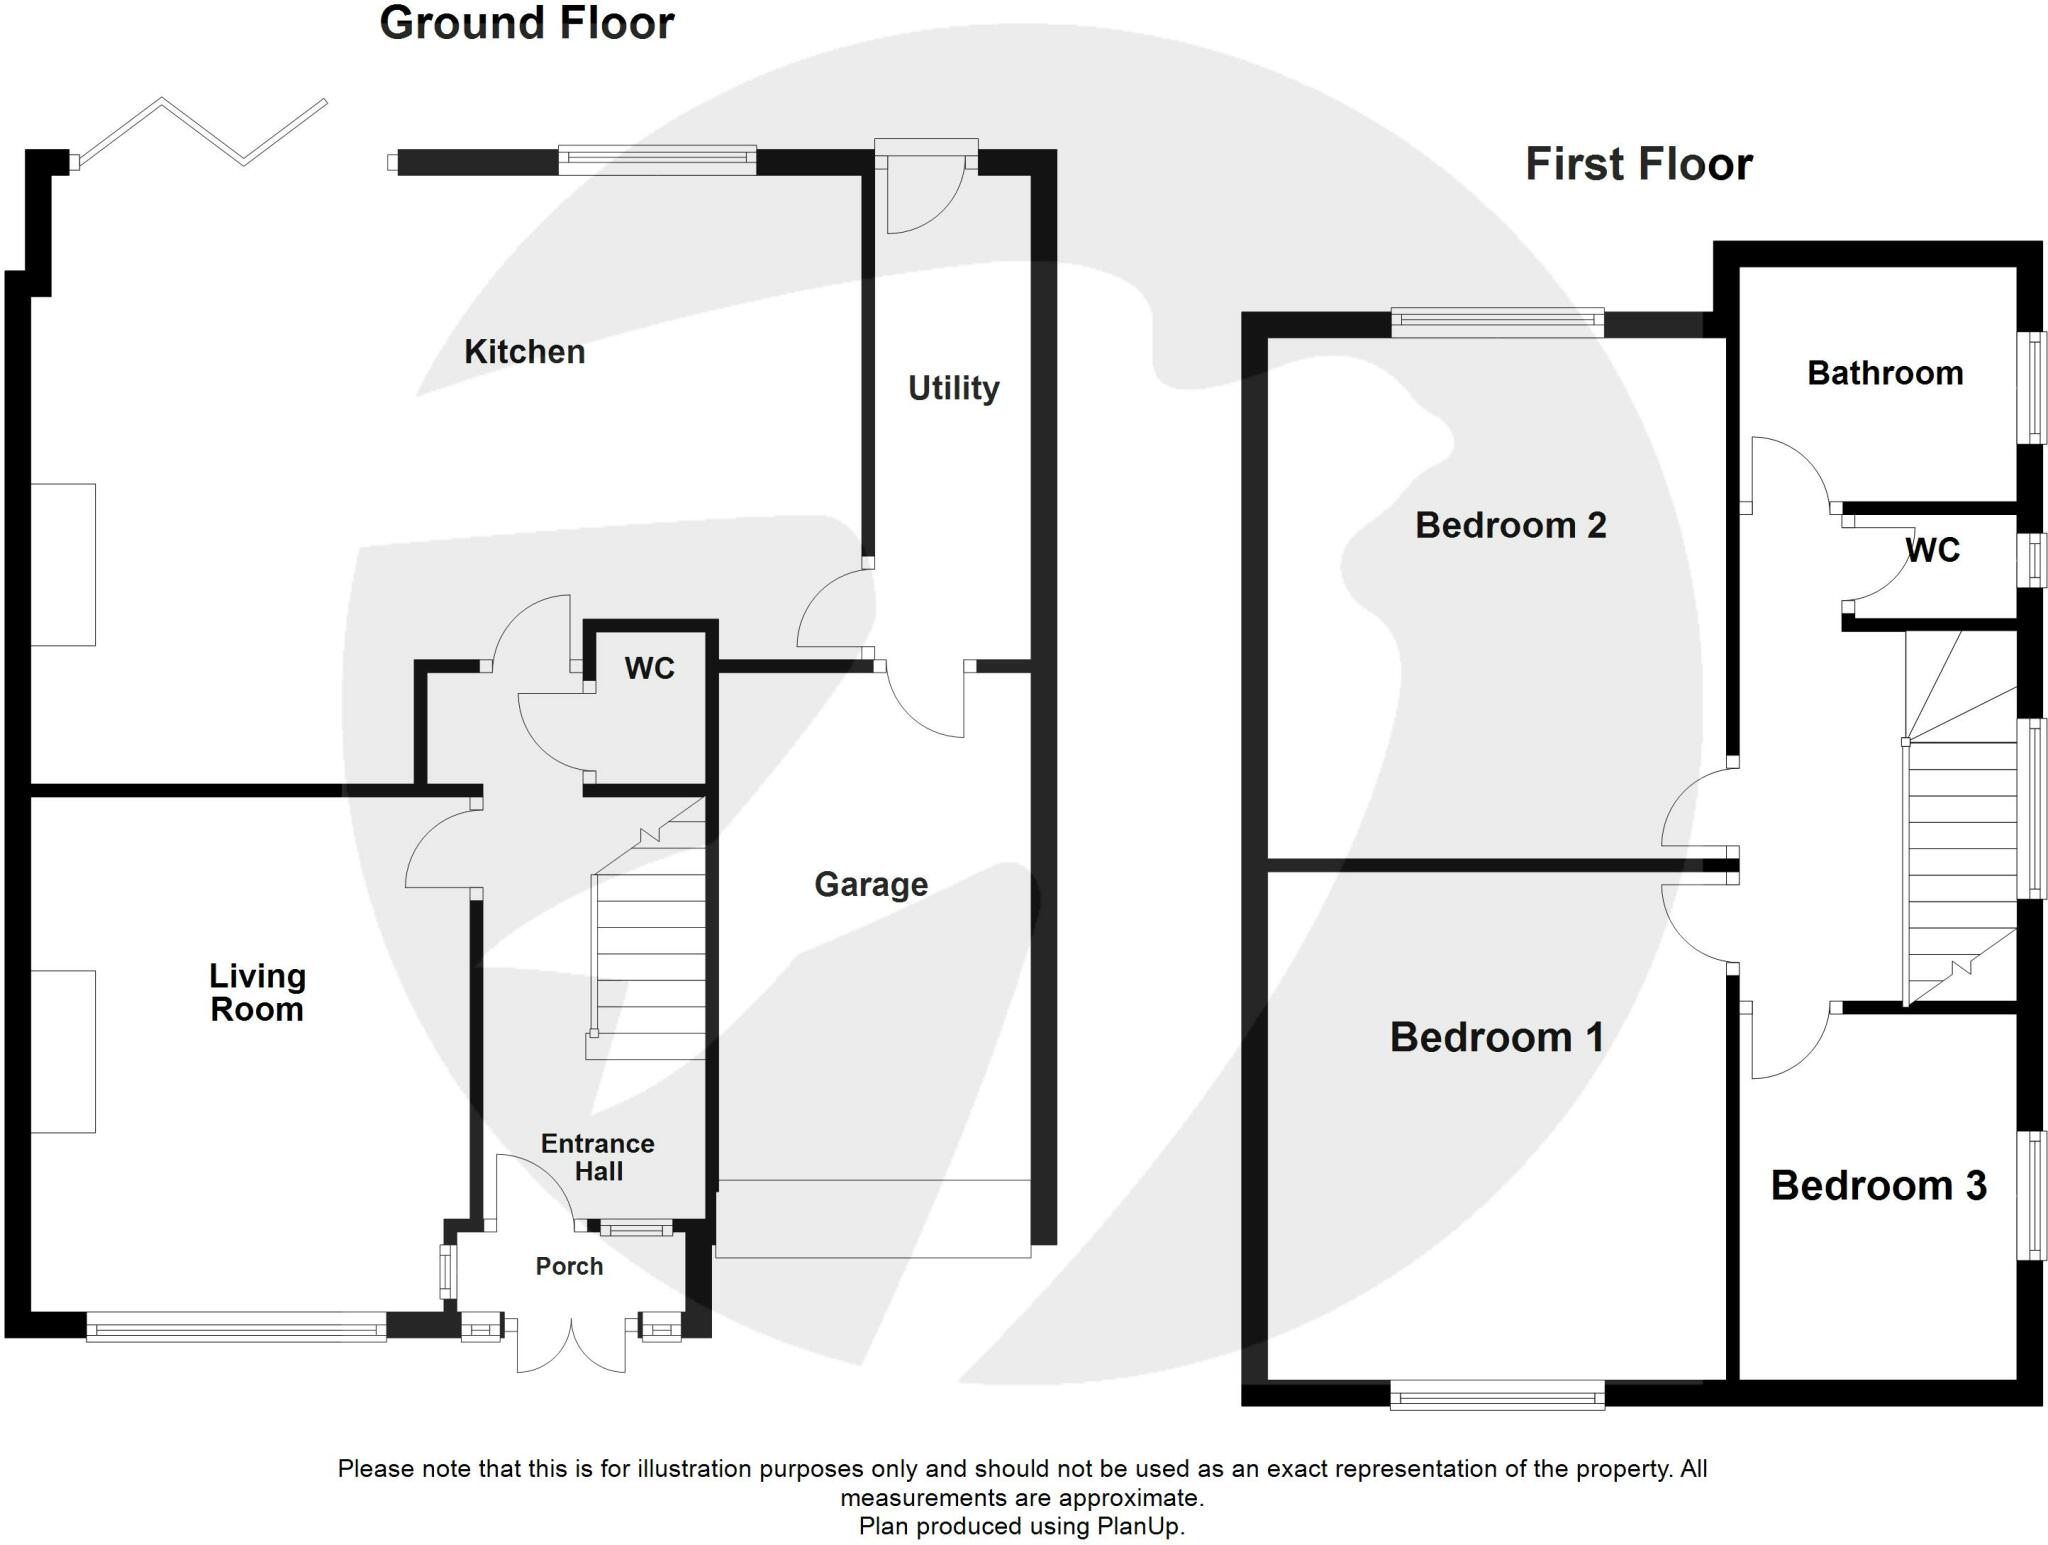 Ground Floor
Kitchen
Utility
WC
Garage
Living
Room
Entrance
Hall
Porch
First Floor
Bathroom
Bedroom 2
WC
Bedroom 1
Bedroom 3
Please note that this is for illustration purposes only and should not be used as an exact representation of the property. All
measurements are approximate.
Plan produced using PlanUp.